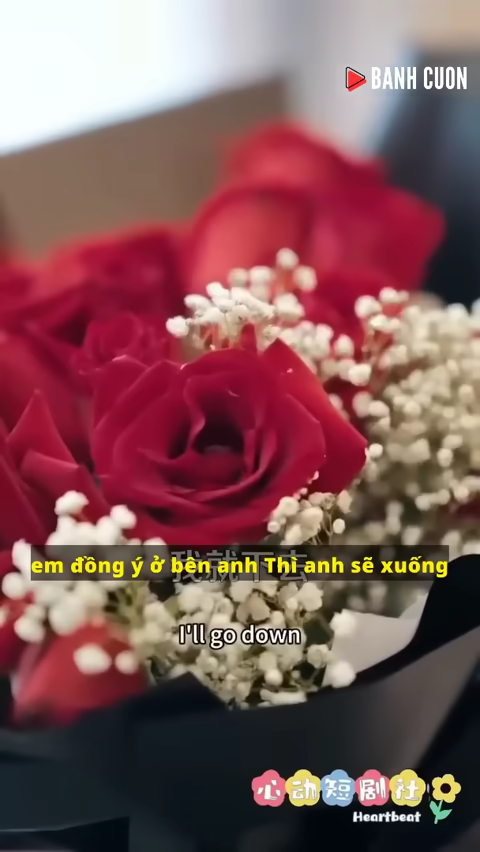 BANH CUON
我就下去
em đồng ý ở bên anh Thì anh sẽ xuống
I'll go down
心动短剧社
Heartbeat